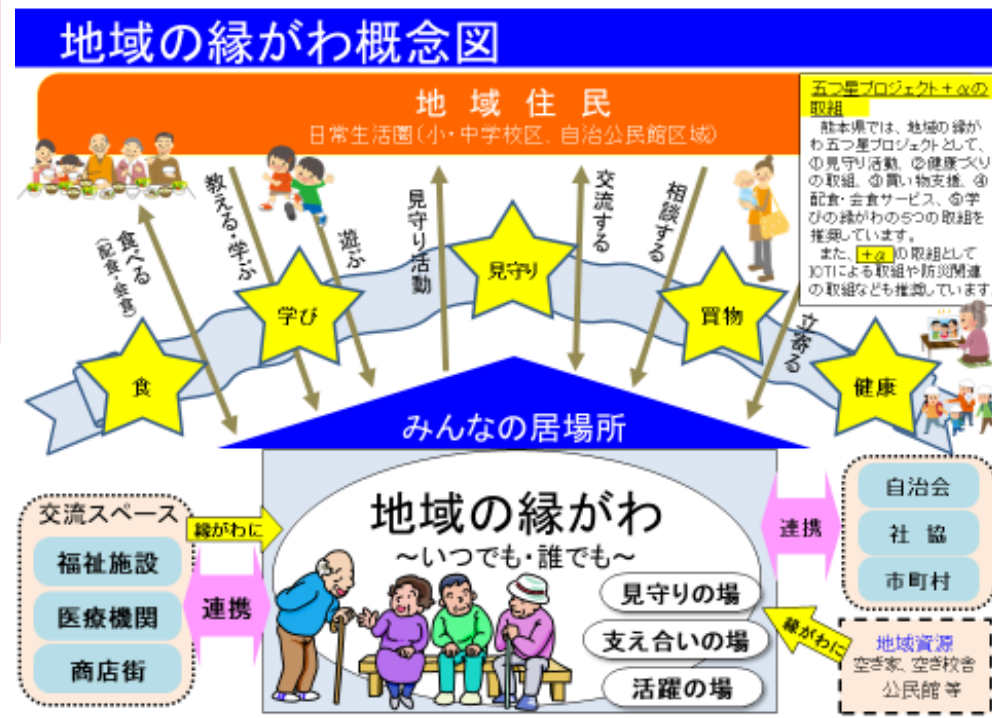 地域の縁がわ概念図
地域住民
日常生活圏(小・中学校区、自治公民館区域)
五つ星プロジェクト+αの
取組
熊本県では、地域の縁が
わ五つ星プロジェクトとして、
①見守り活動、②健康づくり
の取組、③買い物支援、④
配食・会食サービス、⑤学
びの縁がわの5つの取組を
推奨しています。
また、+αの取組として
IOTによる取組や防災関連
の取組なども推奨しています
食べる
(配食・会食)
教える・学ぶ
遊ぶ
見守り活動
交流する
相談する
立寄る
食
学び
見守り
買物
健康
みんなの居場所
地域の縁がわ
~いつでも・誰でも~
見守りの場
支え合いの場
活躍の場
交流スペース
福祉施設
医療機関
商店街
縁がわに
連携
連携
自治会
社協
市町村
縁がわに
地域資源
空き家、空き校舎
公民館等